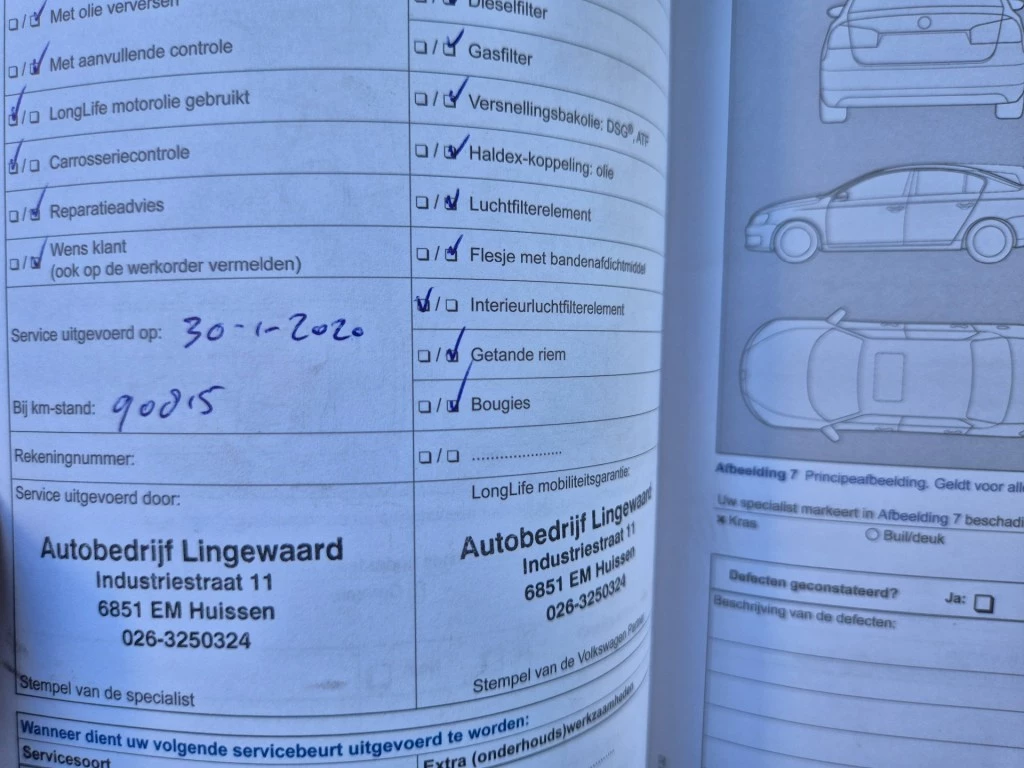 Met olie verversen
Met aanvullende controle
LongLife motorolie gebruikt
Carrosseriecontrole
Reparatieadvies
Wens klant
(ook op de werkorder vermelden)
Service uitgevoerd op: 30-1-2020
Bij km-stand: 90815
Rekeningnummer:
Service uitgevoerd door:
Autobedrijf Lingewaard
Industriestraat 11
6851 EM Huissen
026-3250324
Stempel van de specialist
Dieselfilter
Gasfilter
Versnellingsbakolie: DSG®, ATF
Haldex-koppeling: olie
Luchtfilterelement
Flesje met bandenafdichtmiddel
Interieurluchtfilterelement
Getande riem
Bougies
....................
LongLife mobiliteitsgarantie:
Autobedrijf Lingewaard
Industriestraat 11
6851 EM Huissen
026-3250324
Stempel van de Volkswagen Partner
Wanneer dient uw volgende servicebeurt uitgevoerd te worden:
Servicesoort
Extra (onderhouds)werkzaamheden
Afbeelding 7 Principeafbeelding. Geldt voor
Uw specialist markeert in Afbeelding 7
Kras
Buil/deuk
Defecten geconstateerd? Ja:
Beschrijving van de defecten: